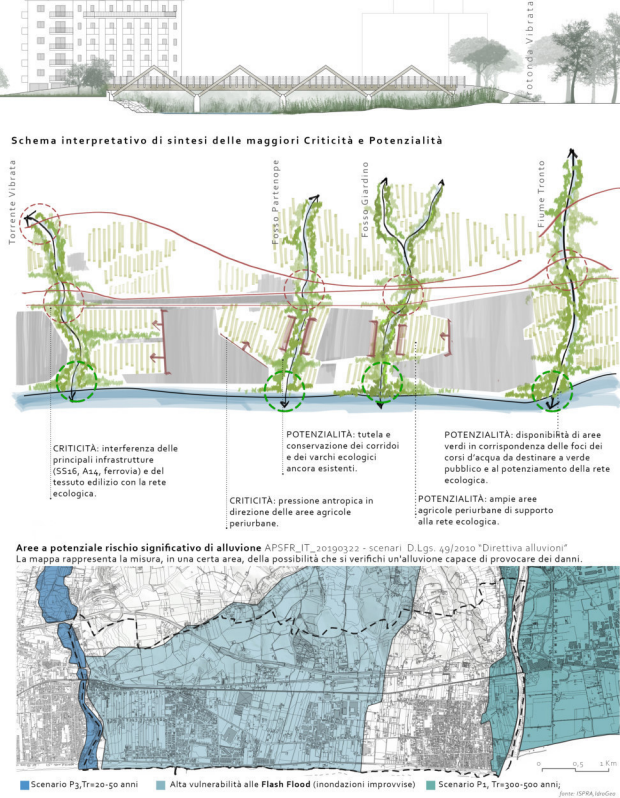 rotonda Vibrata
Schema interpretativo di sintesi delle maggiori Criticità e Potenzialità
Torrente Vibrata
Fosso Partenope
Fosso Giardino
Fiume Tronto
CRITICITÀ: interferenza delle
principali infrastrutture
(SS16, A14, ferrovia) e del
tessuto edilizio con la rete
ecologica.
CRITICITÀ: pressione antropica in
direzione delle aree agricole
periurbane.
POTENZIALITÀ: tutela e
conservazione dei corridoi
e dei varchi ecologici
ancora esistenti.
POTENZIALITÀ: disponibilità di aree
verdi in corrispondenza delle foci dei
corsi d'acqua da destinare a verde
pubblico e al potenziamento della rete
ecologica.
POTENZIALITÀ: ampie aree
agricole periurbane di supporto
alla rete ecologica.
Aree a potenziale rischio significativo di alluvione APSFR_IT_20190322 - scenari D.Lgs. 49/2010 "Direttiva alluvioni"
La mappa rappresenta la misura, in una certa area, della possibilità che si verifichi un'alluvione capace di provocare dei danni.
0 0,5 1 Km
Scenario P3,Tr=20-50 anni Alta vulnerabilità alle Flash Flood (inondazioni improvvise) Scenario P1, Tr=300-500 anni;
fonte: ISPRA,IdroGeo